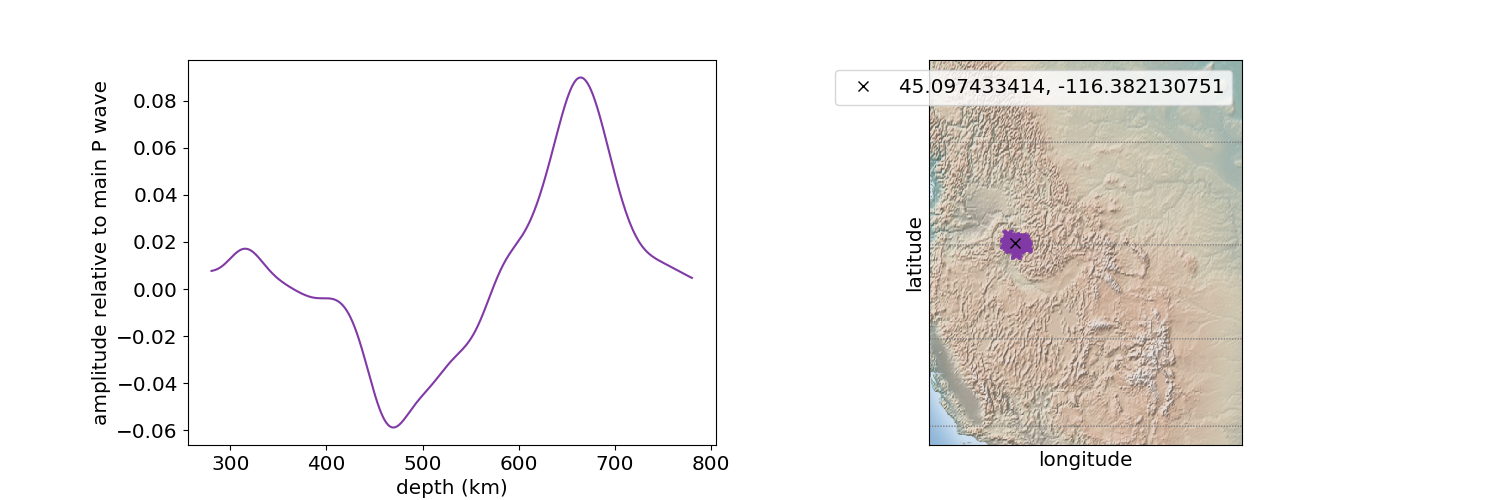 amplitude relative to main P wave
0.08
0.06
0.04
0.02
0.00
−0.02
−0.04
−0.06
300 400 500 600 700 800
depth (km)
45.097433414, -116.382130751
latitude
longitude